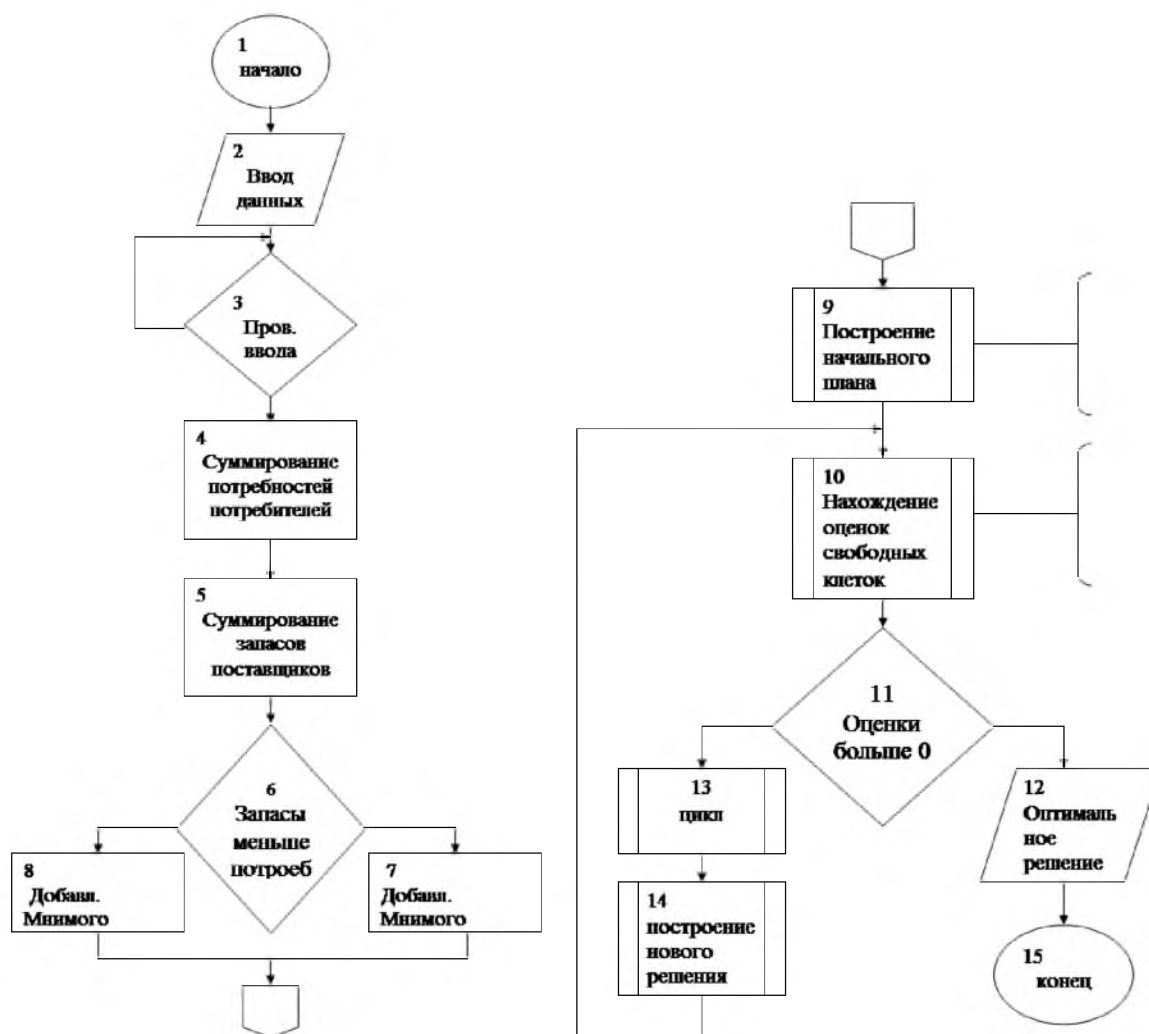 1
начало
2
Ввод
данных
3
Пров.
ввола
4
Суммирование
потребностей
потребителей
5
Суммирование
запасов
поставщиков
6
Запасы
меньше
потроеб
8
Добавл.
Мнимого
7
Добавл.
Мнимого
9
Построение
начального
плана
10
Нахождение
оценок
свободных
клеток
11
Оценки
больше 0
13
цикл
12
Оптималь
ное
решение
14
построение
нового
решения
15
конец